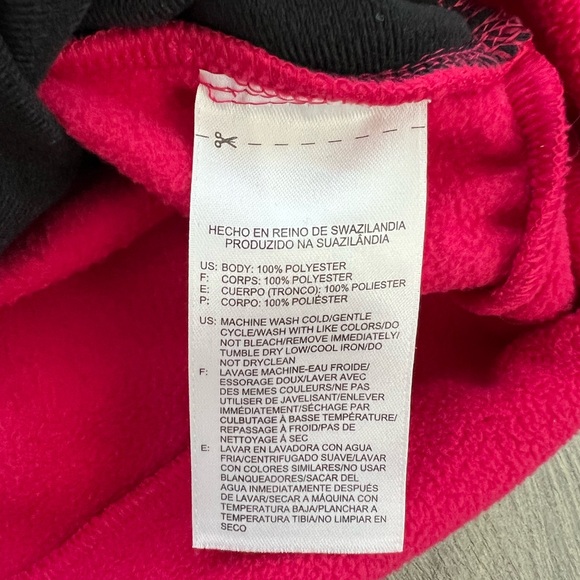 HECHO EN REINO DE SWAZILANDIA
PRODUZIDO NA SUAZILÂNDIA
US: BODY: 100% POLYESTER
F: CORPS: 100% POLYESTER
E: CUERPO (TRONCO): 100% POLIESTER
P: CORPO: 100% POLIÉSTER
US: MACHINE WASH COLD/GENTLE
CYCLE/WASH WITH LIKE COLORS/DO
NOT BLEACH/REMOVE IMMEDIATELY/
TUMBLE DRY LOW/COOL IRON/DO
NOT DRYCLEAN
F: LAVAGE MACHINE-EAU FROIDE/
ESSORAGE DOUX/LAVER AVEC
DES MEMES COULEURS/NE PAS
UTILISER DE JAVELISANT/ENLEVER
IMMÉDIATEMENT/SÉCHAGE PAR
CULBUTAGE À BASSE TEMPÉRATURE/
REPASSAGE À FROID/PAS DE
NETTOYAGE À SEC
E: LAVAR EN LAVADORA CON AGUA
FRIA/CENTRIFUGADO SUAVE/LAVAR
CON COLORES SIMILARES/NO USAR
BLANQUEADORES/SACAR DEL
AGUA INMEDIATAMENTE DESPUÉS
DE LAVAR/SECAR A MÁQUINA CON
TEMPERATURA BAJA/PLANCHAR A
TEMPERATURA TIBIA/NO LIMPIAR EN
SECO